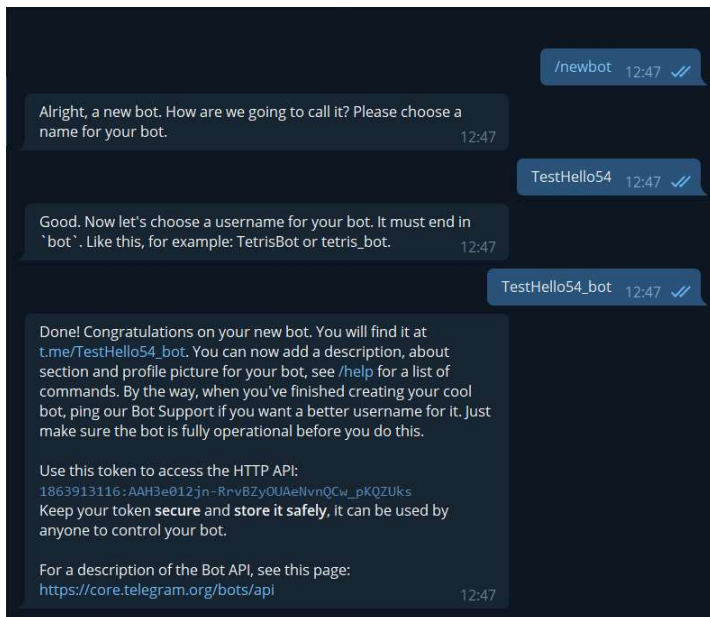 /newbot 12:47
Alright, a new bot. How are we going to call it? Please choose a
name for your bot. 12:47
TestHello54 12:47
Good. Now let's choose a username for your bot. It must end in
`bot`. Like this, for example: TetrisBot or tetris_bot. 12:47
TestHello54_bot 12:47
Done! Congratulations on your new bot. You will find it at
t.me/TestHello54_bot. You can now add a description, about
section and profile picture for your bot, see /help for a list of
commands. By the way, when you've finished creating your cool
bot, ping our Bot Support if you want a better username for it. Just
make sure the bot is fully operational before you do this.
Use this token to access the HTTP API:
1863913116:AAH3e012jn-RrvBZyOUAeNvnQCw_pKQZUks
Keep your token secure and store it safely, it can be used by
anyone to control your bot.
For a description of the Bot API, see this page:
https://core.telegram.org/bots/api 12:47